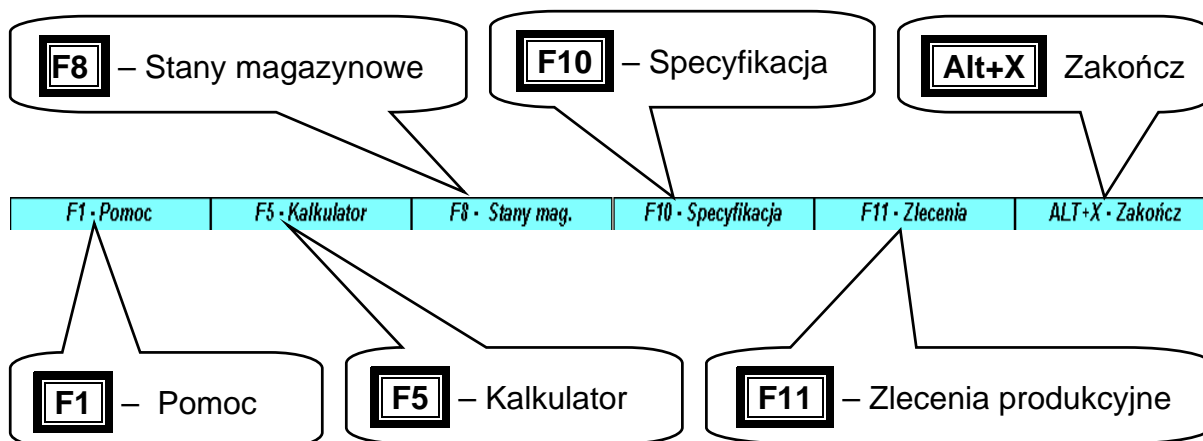 F8 – Stany magazynowe
F10 – Specyfikacja
Alt+X Zakończ
F1 - Pomoc
F5 - Kalkulator
F8 - Stany mag.
F10 - Specyfikacja
F11 - Zlecenia
ALT+X - Zakończ
F1 – Pomoc
F5 – Kalkulator
F11 – Zlecenia produkcyjne